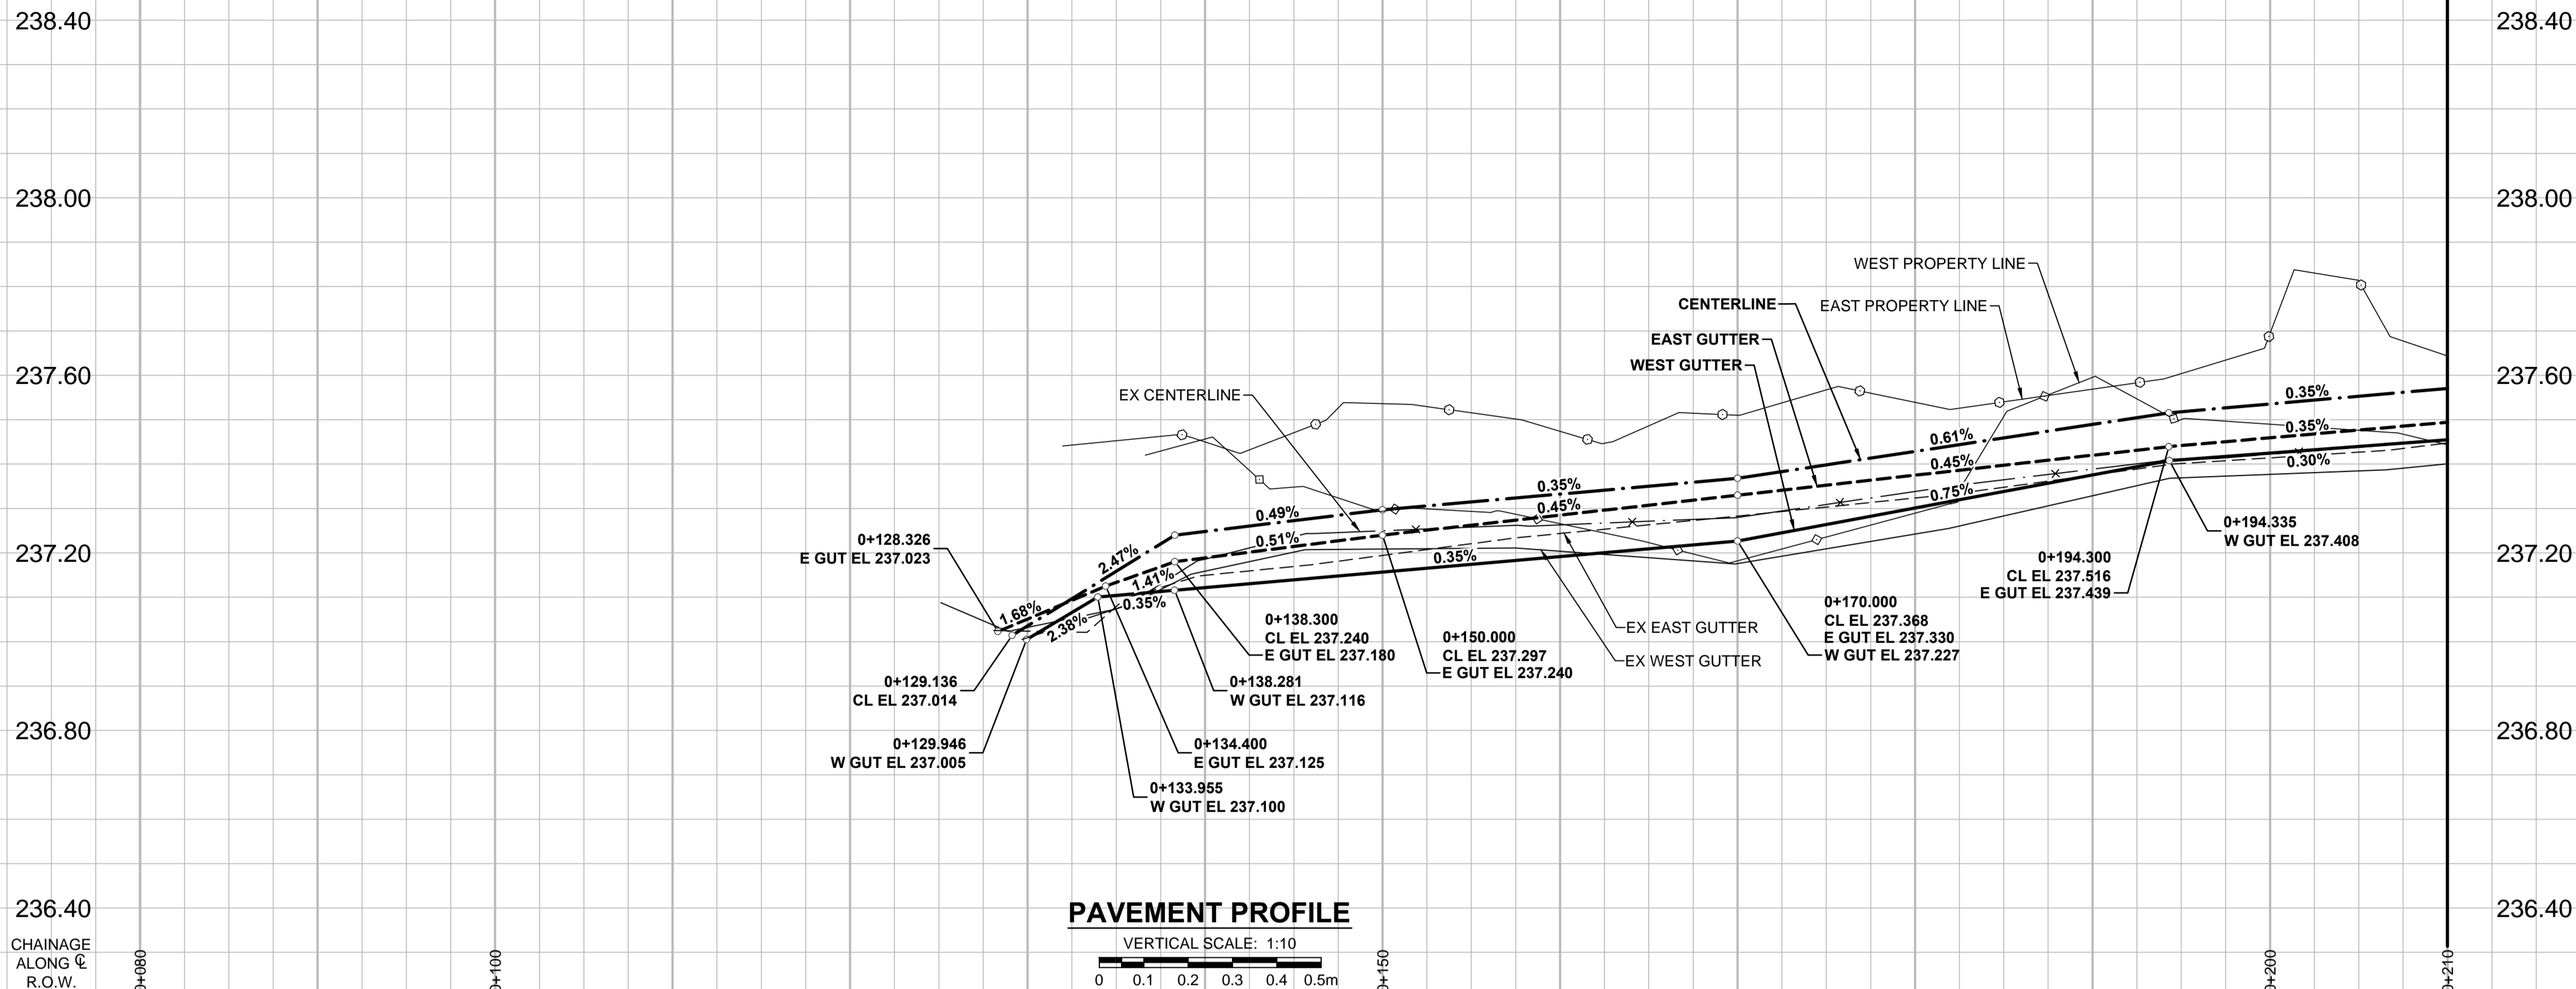 238.40
238.40
238.00
238.00
WEST PROPERTY LINE
CENTERLINE
EAST PROPERTY LINE
EAST GUTTER
WEST GUTTER
237.60
237.60
EX CENTERLINE
0.35%
0.35%
0.61%
0.45%
0.30%
0.35%
0.75%
0.45%
0.49%
0.51%
0.35%
2.47%
1.41%
0.35%
1.68%
2.38%
237.20
237.20
0+128.326
E GUT EL 237.023
0+194.335
W GUT EL 237.408
0+194.300
CL EL 237.516
E GUT EL 237.439
0+170.000
CL EL 237.368
E GUT EL 237.330
W GUT EL 237.227
0+138.300
CL EL 237.240
E GUT EL 237.180
EX EAST GUTTER
EX WEST GUTTER
0+150.000
CL EL 237.297
E GUT EL 237.240
0+129.136
CL EL 237.014
0+138.281
W GUT EL 237.116
236.80
236.80
0+129.946
W GUT EL 237.005
0+134.400
E GUT EL 237.125
0+133.955
W GUT EL 237.100
236.40
236.40
PAVEMENT PROFILE
VERTICAL SCALE: 1:10
0 0.1 0.2 0.3 0.4 0.5m
CHAINAGE
ALONG ℄
R.O.W.
0+080
0+100
0+150
0+200
0+210